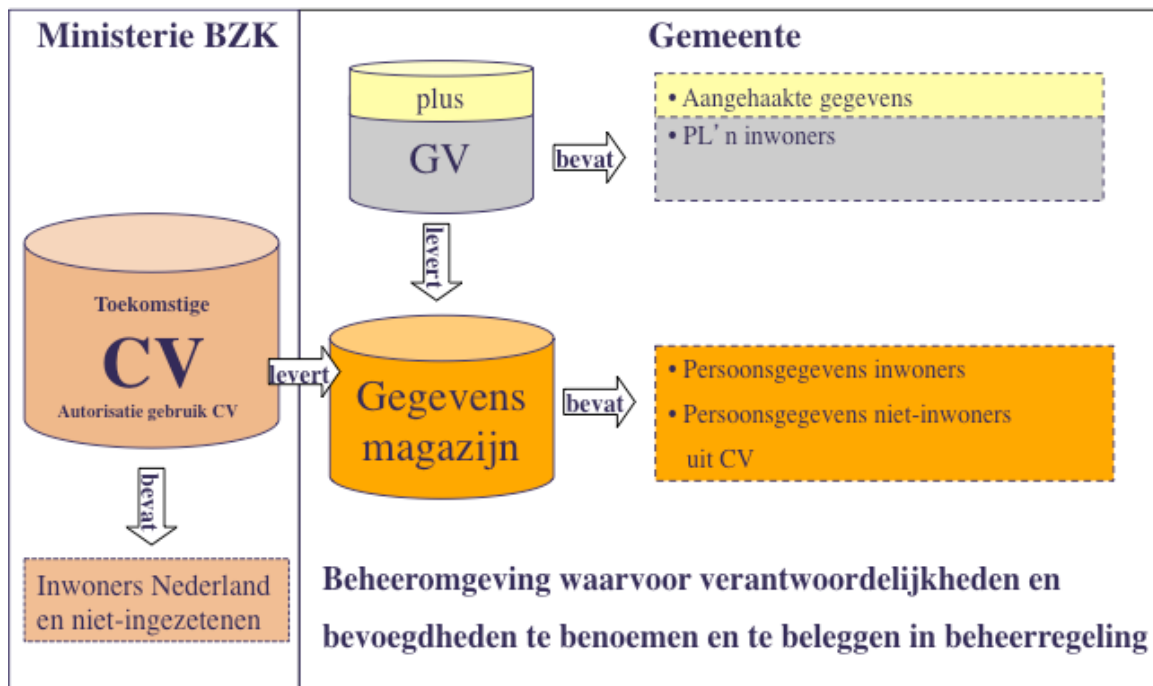 Ministerie BZK
Gemeente
plus
GV
bevat
• Aangehaakte gegevens
• PL’n inwoners
levert
Toekomstige
CV
Autorisatie gebruik CV
levert
Gegevens
magazijn
bevat
• Persoonsgegevens inwoners
• Persoonsgegevens niet-inwoners
uit CV
bevat
Inwoners Nederland
en niet-ingezetenen
Beheeromgeving waarvoor verantwoordelijkheden en
bevoegdheden te benoemen en te beleggen in beheerregeling